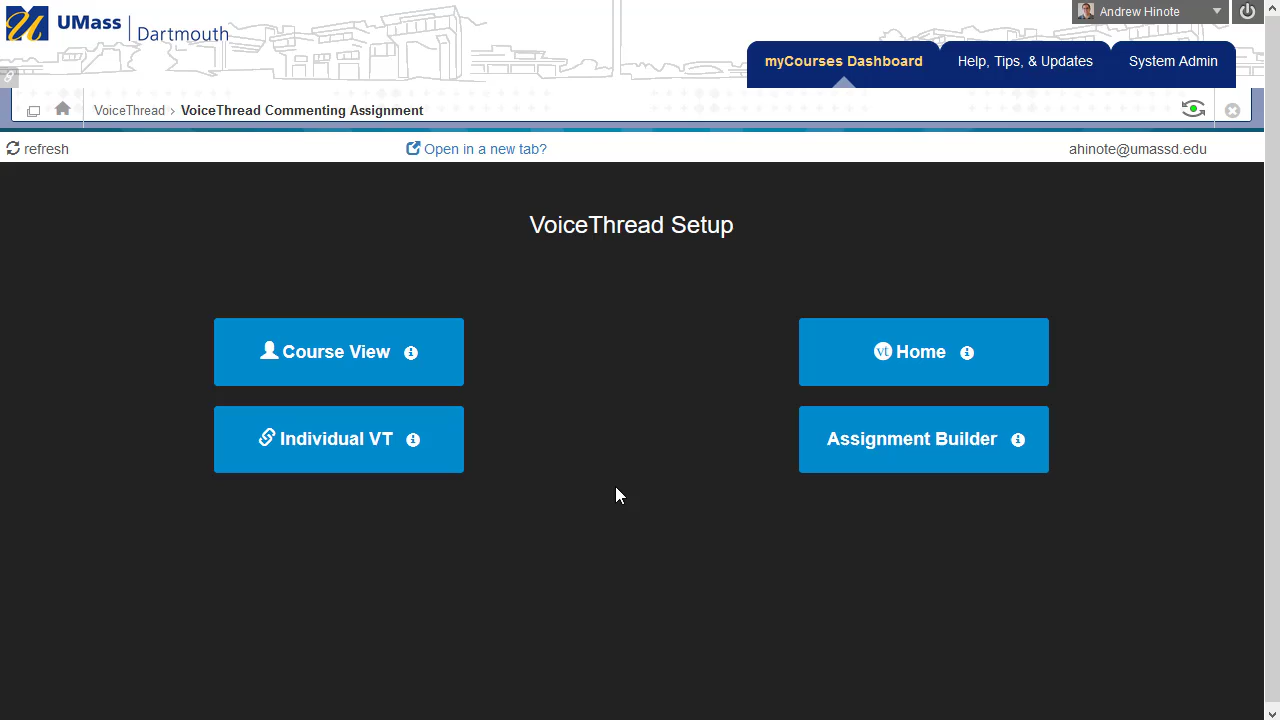 UMass
Dartmouth
Andrew Hinote
myCourses Dashboard
Help, Tips, & Updates
System Admin
VoiceThread > VoiceThread Commenting Assignment
refresh
Open in a new tab?
ahinote@umassd.edu
VoiceThread Setup
Course View
vt Home
Individual VT
Assignment Builder